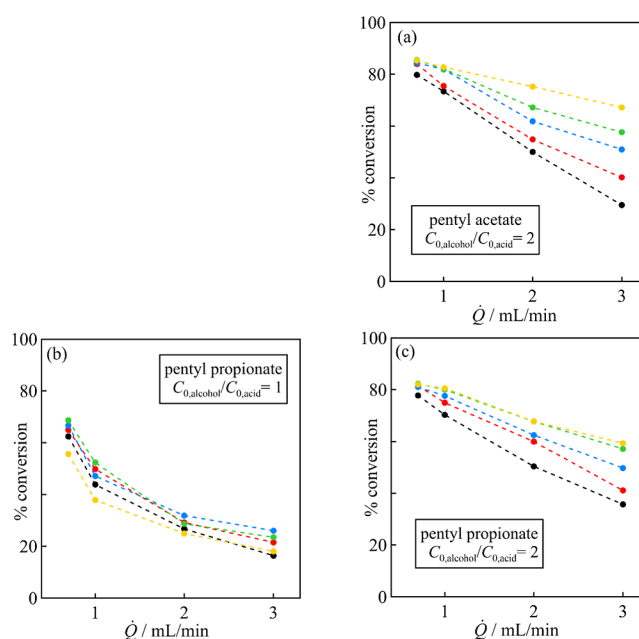 100
(a)
80
% conversion
20
0
pentyl acetate
C0,alcohol/C0,acid= 2
1
2
3
Q̇ / mL/min
100
(b)
80
% conversion
20
0
pentyl propionate
C0,alcohol/C0,acid= 1
1
2
3
Q̇ / mL/min
100
(c)
80
% conversion
20
0
pentyl propionate
C0,alcohol/C0,acid= 2
1
2
3
Q̇ / mL/min